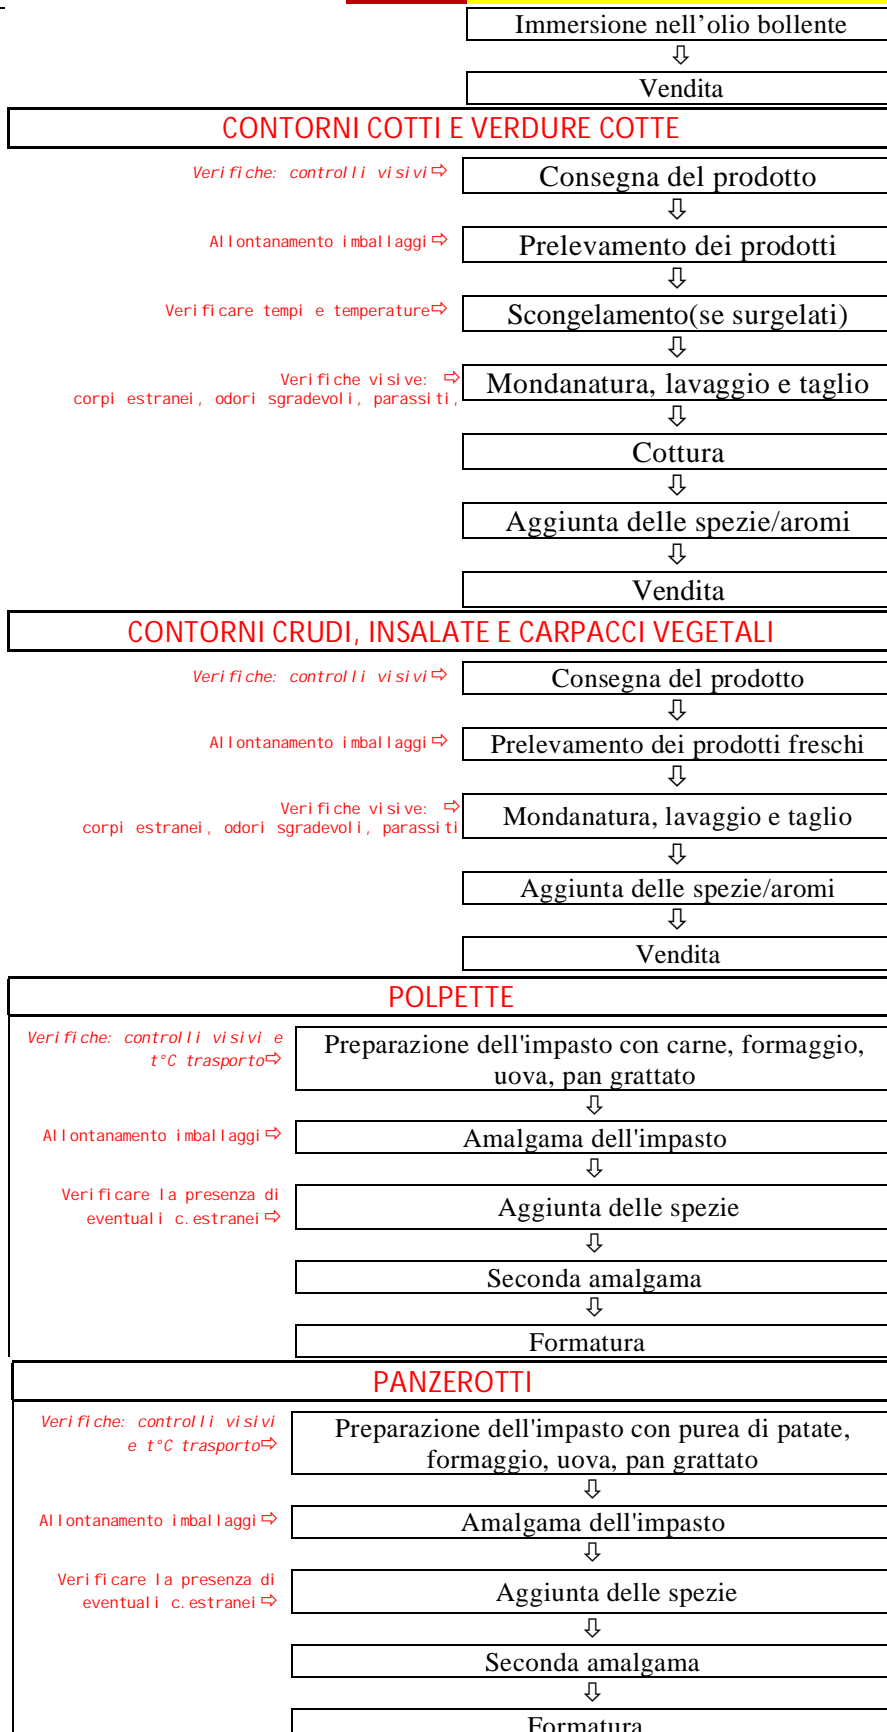 Immersione nell’olio bollente
⇩
Vendita
CONTORNI COTTI E VERDURE COTTE
Verifiche: controlli visivi⇨
Consegna del prodotto
⇩
Allontanamento imballaggi⇨
Prelevamento dei prodotti
⇩
Verificare tempi e temperature⇨
Scongelamento(se surgelati)
⇩
Verifiche visive: ⇨
corpi estranei, odori sgradevoli, parassiti,
Mondanatura, lavaggio e taglio
⇩
Cottura
⇩
Aggiunta delle spezie/aromi
⇩
Vendita
CONTORNI CRUDI, INSALATE E CARPACCI VEGETALI
Verifiche: controlli visivi⇨
Consegna del prodotto
⇩
Allontanamento imballaggi⇨
Prelevamento dei prodotti freschi
⇩
Verifiche visive: ⇨
corpi estranei, odori sgradevoli, parassiti
Mondanatura, lavaggio e taglio
⇩
Aggiunta delle spezie/aromi
⇩
Vendita
POLPETTE
Verifiche: controlli visivi e
t°C trasporto⇨
Preparazione dell'impasto con carne, formaggio,
uova, pan grattato
⇩
Allontanamento imballaggi⇨
Amalgama dell'impasto
⇩
Verificare la presenza di
eventuali c.estranei⇨
Aggiunta delle spezie
⇩
Seconda amalgama
⇩
Formatura
PANZEROTTI
Verifiche: controlli visivi
e t°C trasporto⇨
Preparazione dell'impasto con purea di patate,
formaggio, uova, pan grattato
⇩
Allontanamento imballaggi⇨
Amalgama dell'impasto
⇩
Verificare la presenza di
eventuali c.estranei⇨
Aggiunta delle spezie
⇩
Seconda amalgama
⇩
Formatura